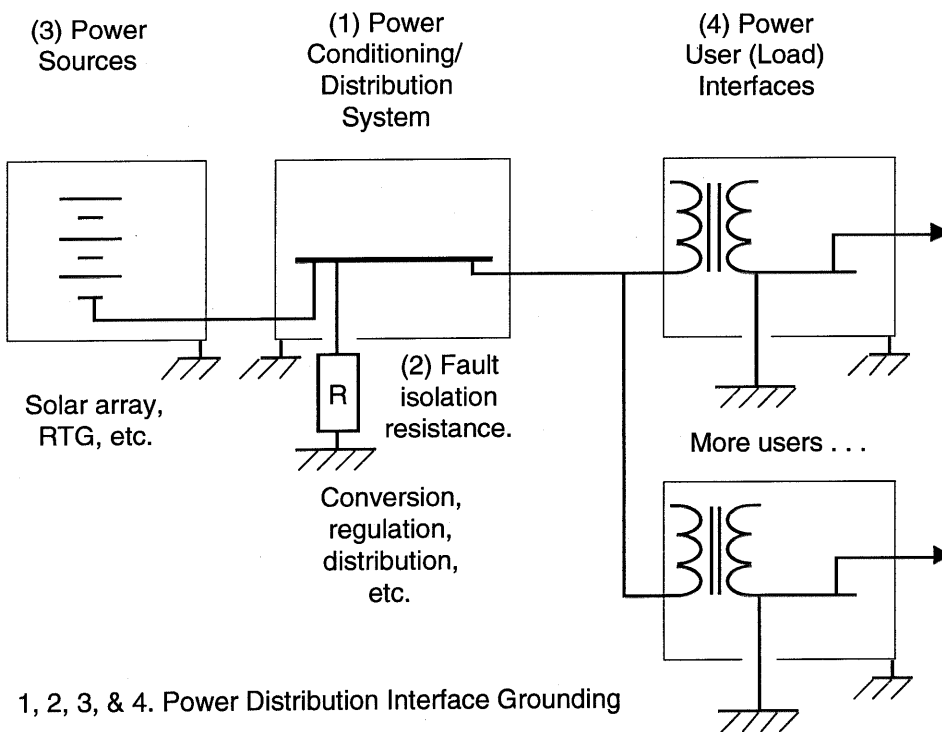 (3) Power
Sources
(1) Power
Conditioning/
Distribution
System
(4) Power
User (Load)
Interfaces
R
(2) Fault
isolation
resistance.
Solar array,
RTG, etc.
Conversion,
regulation,
distribution,
etc.
More users . . .
1, 2, 3, & 4. Power Distribution Interface Grounding